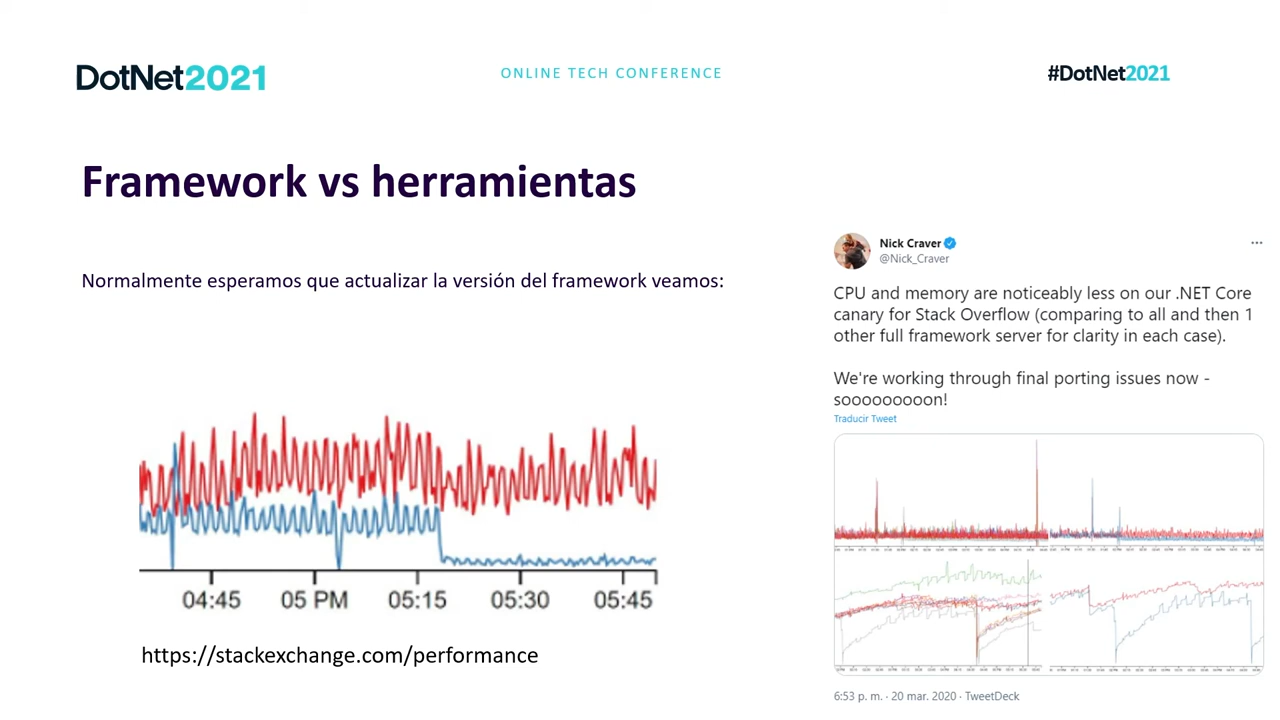 DotNet2021
ONLINE TECH CONFERENCE
#DotNet2021
Framework vs herramientas
Normalmente esperamos que actualizar la versión del framework veamos:
04:45 05 PM 05:15 05:30 05:45
https://stackexchange.com/performance
Nick Craver
@Nick_Craver
CPU and memory are noticeably less on our .NET Core
canary for Stack Overflow (comparing to all and then 1
other full framework server for clarity in each case).
We're working through final porting issues now -
sooooooooon!
Traducir Tweet
6:53 p. m. · 20 mar. 2020 · TweetDeck